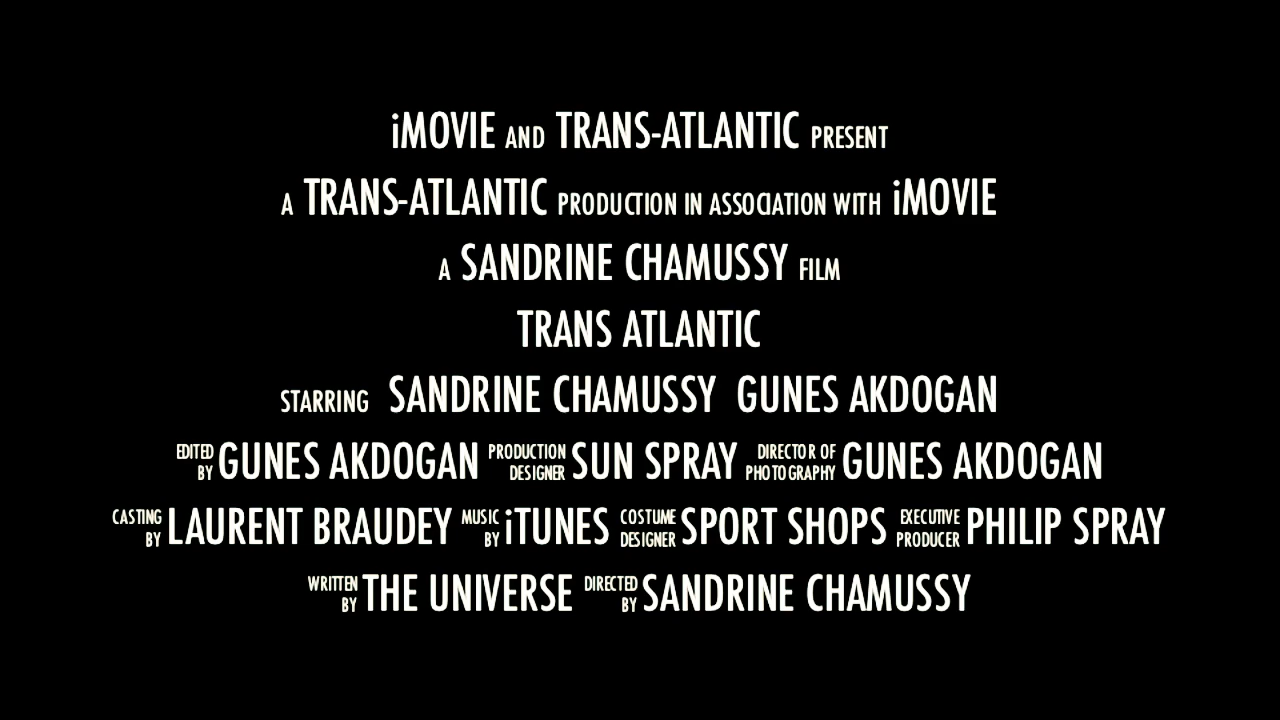 iMOVIE AND TRANS-ATLANTIC PRESENT
A TRANS-ATLANTIC PRODUCTION IN ASSOCIATION WITH iMOVIE
A SANDRINE CHAMUSSY FILM
TRANS ATLANTIC
STARRING SANDRINE CHAMUSSY GUNES AKDOGAN
EDITED BY GUNES AKDOGAN PRODUCTION DESIGNER SUN SPRAY DIRECTOR OF PHOTOGRAPHY GUNES AKDOGAN
CASTING BY LAURENT BRAUDEY MUSIC BY iTUNES COSTUME DESIGNER SPORT SHOPS EXECUTIVE PRODUCER PHILIP SPRAY
WRITTEN BY THE UNIVERSE DIRECTED BY SANDRINE CHAMUSSY